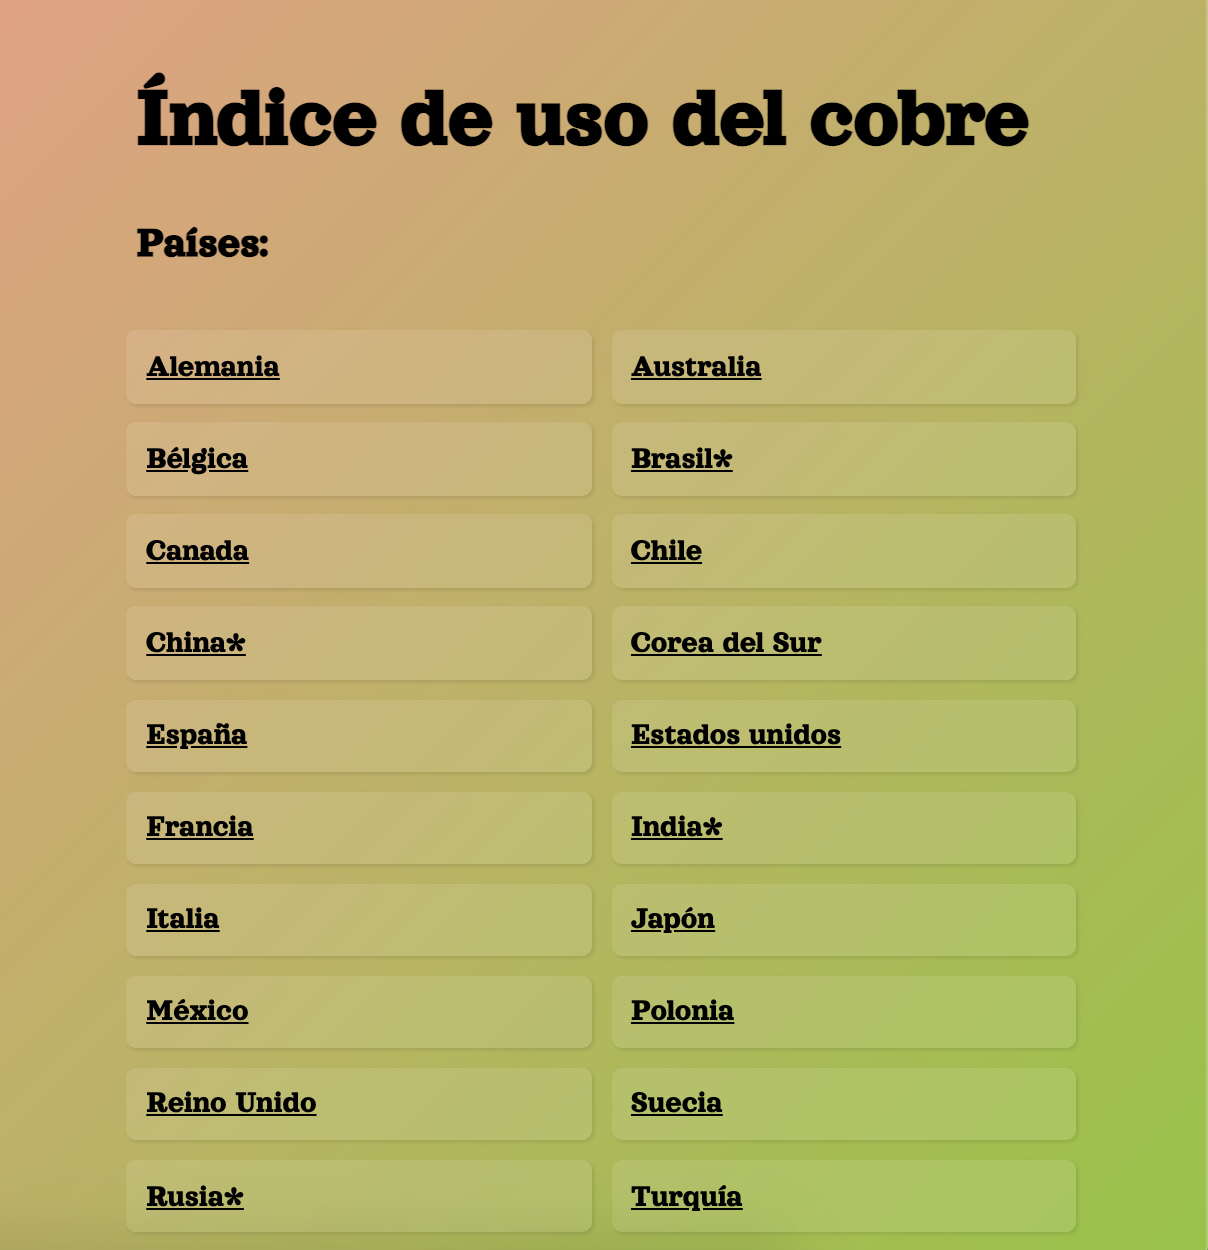 Índice de uso del cobre
Países:
Alemania
Australia
Bélgica
Brasil*
Canada
Chile
China*
Corea del Sur
España
Estados unidos
Francia
India*
Italia
Japón
México
Polonia
Reino Unido
Suecia
Rusia*
Turquía